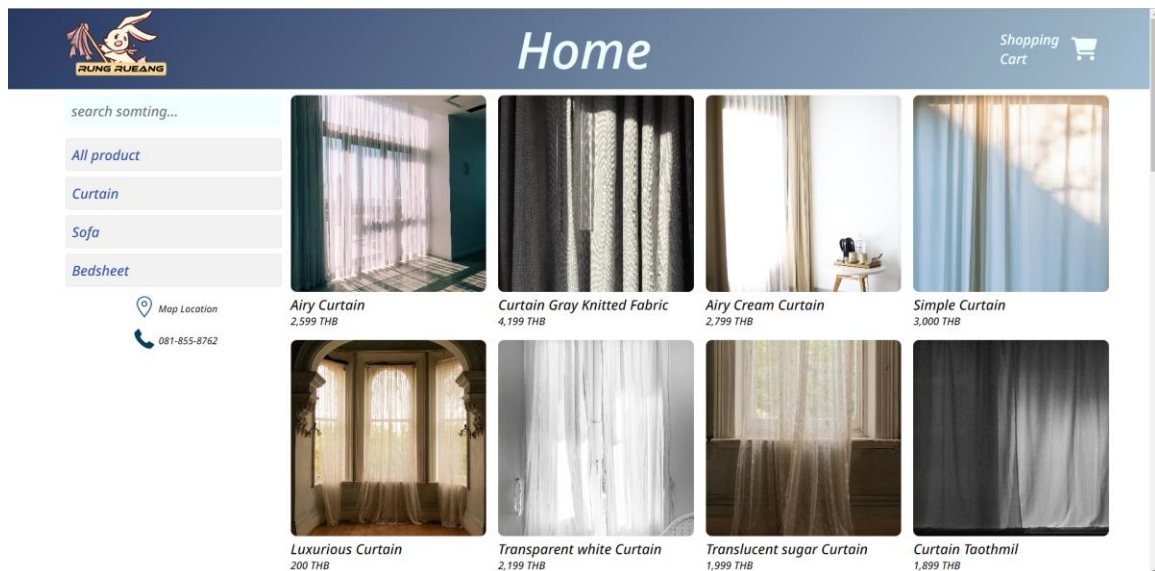 RUNG RUEANG
Home
Shopping
Cart
search somting...
All product
Curtain
Sofa
Bedsheet
Map Location
081-855-8762
Airy Curtain
2,599 THB
Curtain Gray Knitted Fabric
4,199 THB
Airy Cream Curtain
2,799 THB
Simple Curtain
3,000 THB
Luxurious Curtain
200 THB
Transparent white Curtain
2,199 THB
Translucent sugar Curtain
1,999 THB
Curtain Taothmil
1,899 THB